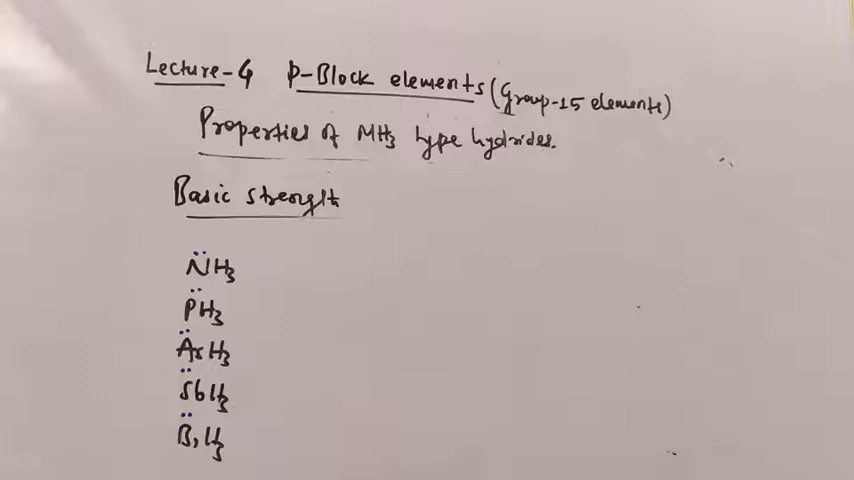 Lecture-4 p-Block elements (Group-15 elements)
Properties of MH3 type hydrides.
Basic strength
NH3
PH3
AsH3
SbH3
BiH3